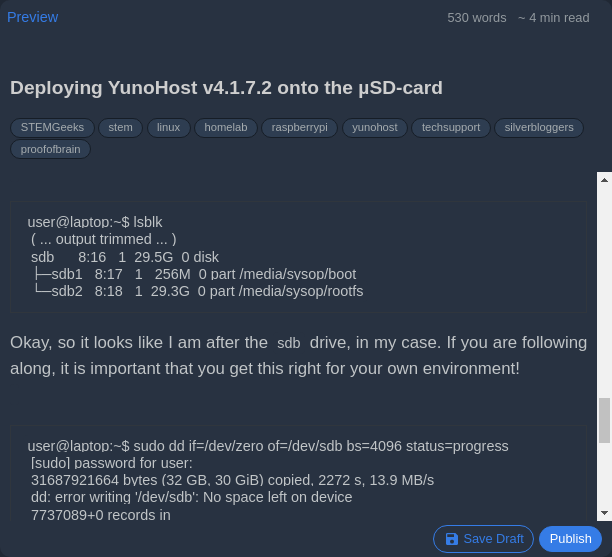 Preview
530 words ~ 4 min read
Deploying YunoHost v4.1.7.2 onto the µSD-card
STEMGeeks stem linux homelab raspberrypi yunohost techsupport silverbloggers
proofofbrain
user@laptop:~$ lsblk
( ... output trimmed ... )
sdb 8:16 1 29.5G 0 disk
├─sdb1 8:17 1 256M 0 part /media/sysop/boot
└─sdb2 8:18 1 29.3G 0 part /media/sysop/rootfs
Okay, so it looks like I am after the sdb drive, in my case. If you are following
along, it is important that you get this right for your own environment!
user@laptop:~$ sudo dd if=/dev/zero of=/dev/sdb bs=4096 status=progress
[sudo] password for user:
31687921664 bytes (32 GB, 30 GiB) copied, 2272 s, 13.9 MB/s
dd: error writing '/dev/sdb': No space left on device
7737089+0 records in
Save Draft Publish